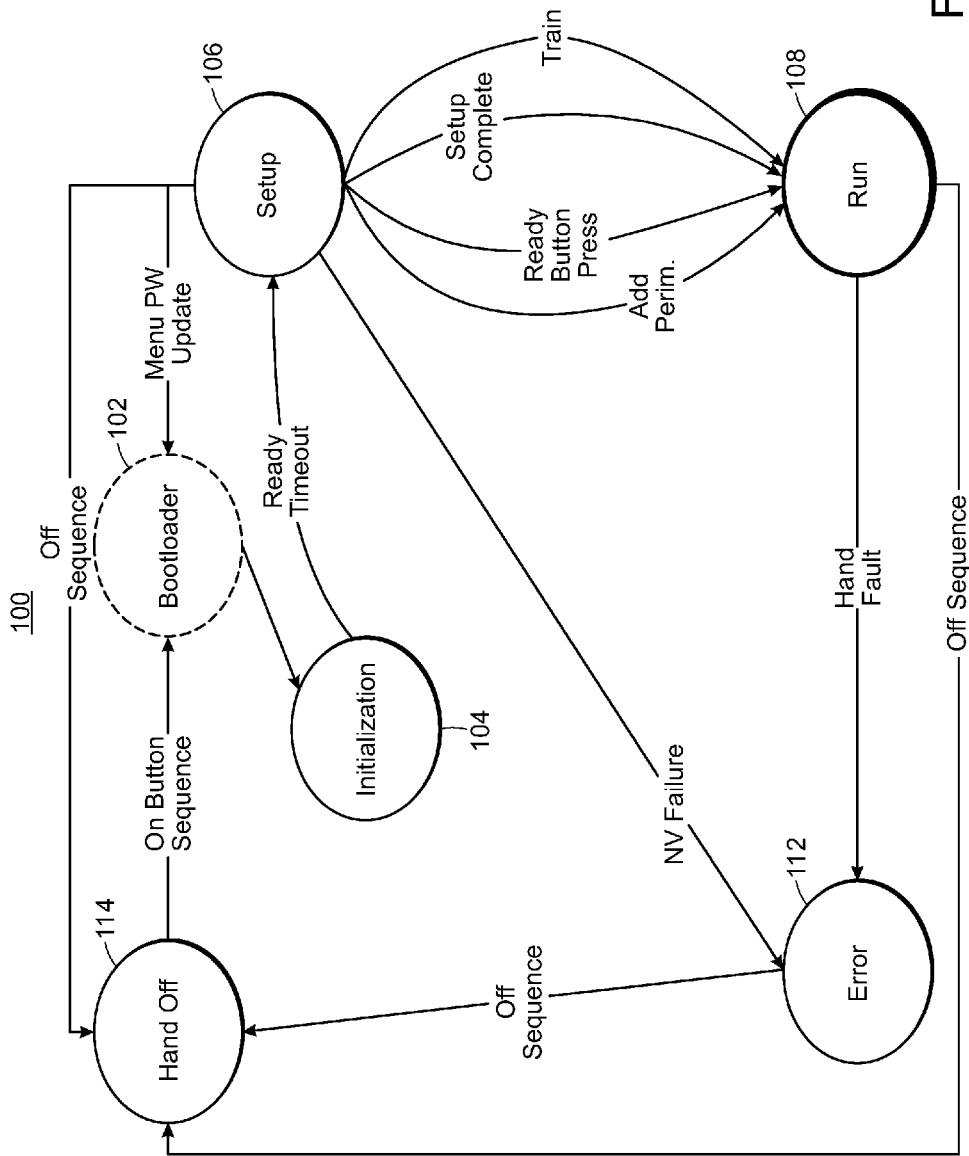 100
Off
Sequence
114
102
106
Hand Off
On Button
Sequence
Bootloader
Menu PW
Update
Setup
Ready
Timeout
Initialization
104
Off
Sequence
NV Failure
Add
Perim.
Ready
Button
Press
Setup
Complete
Train
112
108
Error
Hand
Fault
Run
Off Sequence
F